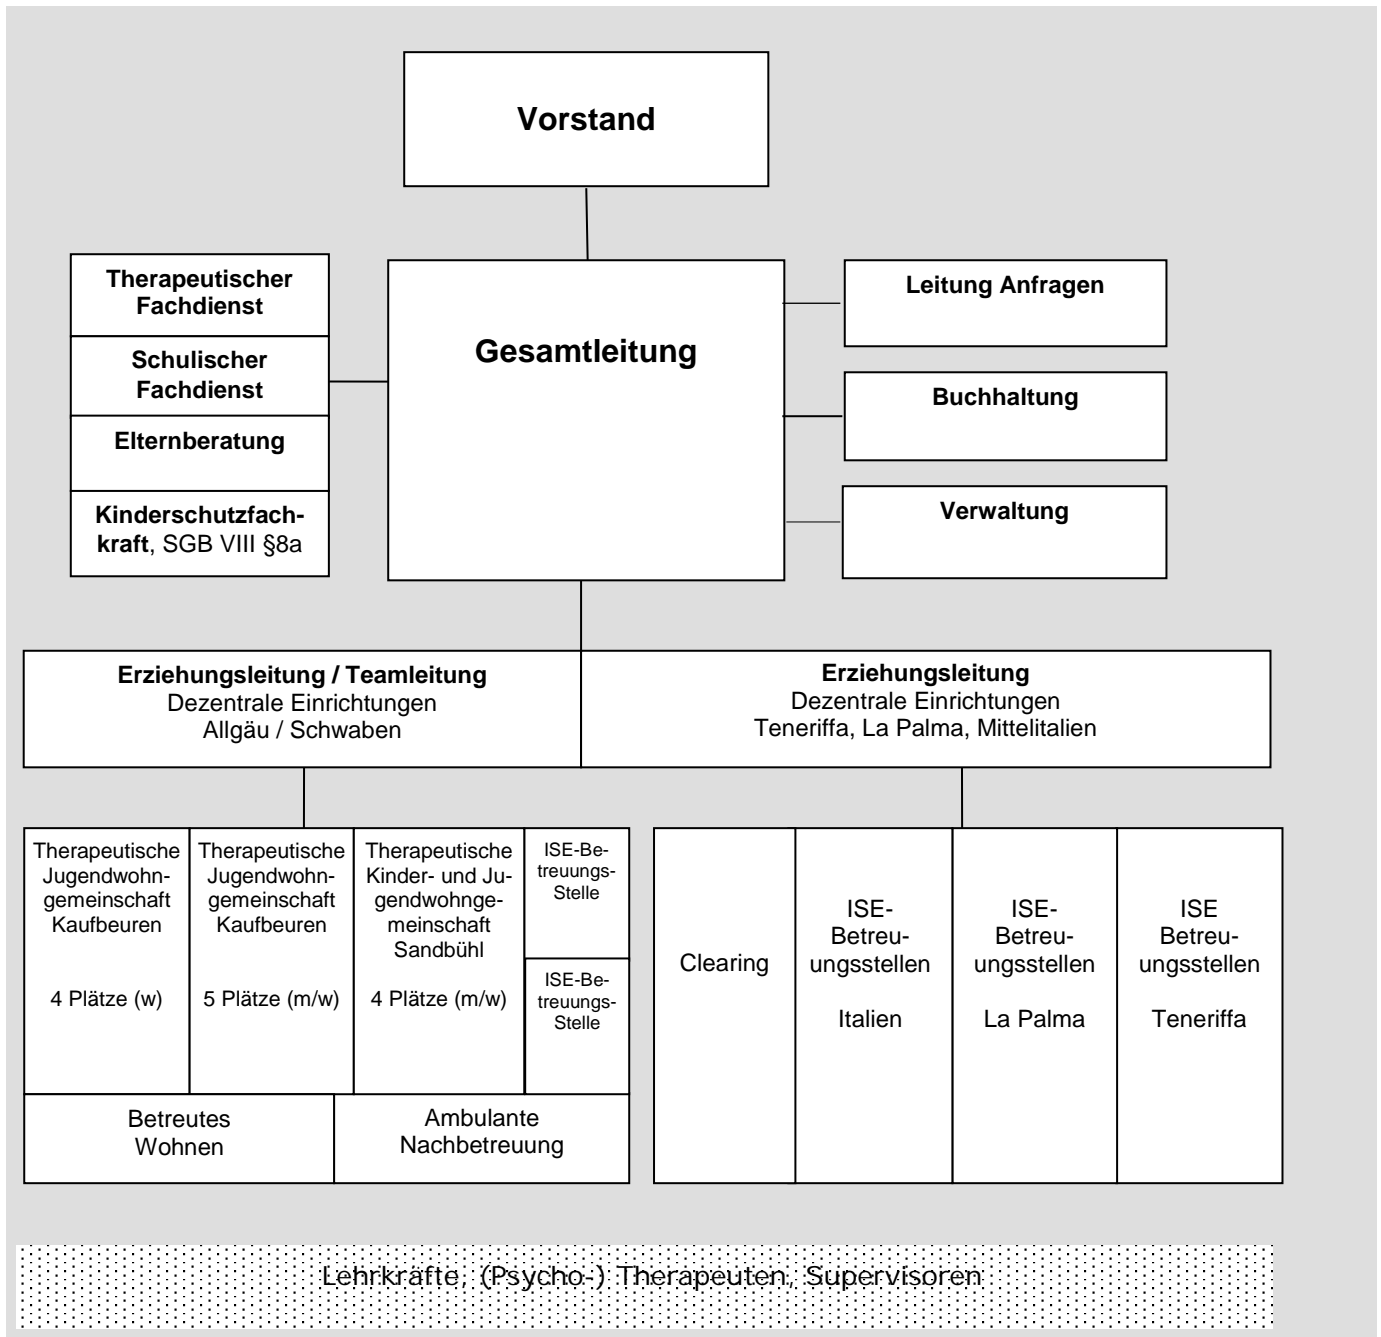 Vorstand
Therapeutischer
Fachdienst
Schulischer
Fachdienst
Elternberatung
Kinderschutzfach-
kraft, SGB VIII §8a
Gesamtleitung
Leitung Anfragen
Buchhaltung
Verwaltung
Erziehungsleitung / Teamleitung
Dezentrale Einrichtungen
Allgäu / Schwaben
Erziehungsleitung
Dezentrale Einrichtungen
Teneriffa, La Palma, Mittelitalien
Therapeutische
Jugendwohn-
gemeinschaft
Kaufbeuren
4 Plätze (w)
Therapeutische
Jugendwohn-
gemeinschaft
Kaufbeuren
5 Plätze (m/w)
Therapeutische
Kinder- und Ju-
gendwohnge-
meinschaft
Sandbühl
4 Plätze (m/w)
ISE-Be-
treuungs-
Stelle
ISE-Be-
treuungs-
Stelle
Betreutes
Wohnen
Ambulante
Nachbetreuung
Clearing
ISE-
Betreu-
ungsstellen
Italien
ISE-
Betreu-
ungsstellen
La Palma
ISE
Betreu-
ungsstellen
Teneriffa
Lehrkräfte, (Psycho-) Therapeuten, Supervisoren